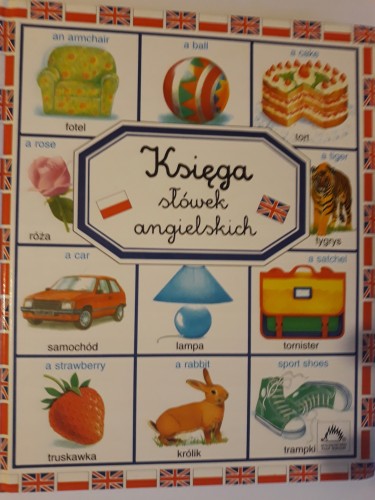 an armchair
a ball
a cake
fotel
tort
a rose
a tiger
Księga
słówek
angielskich
róża
tygrys
a car
a satchel
samochód
lampa
tornister
a strawberry
a rabbit
sport shoes
truskawka
królik
trampki